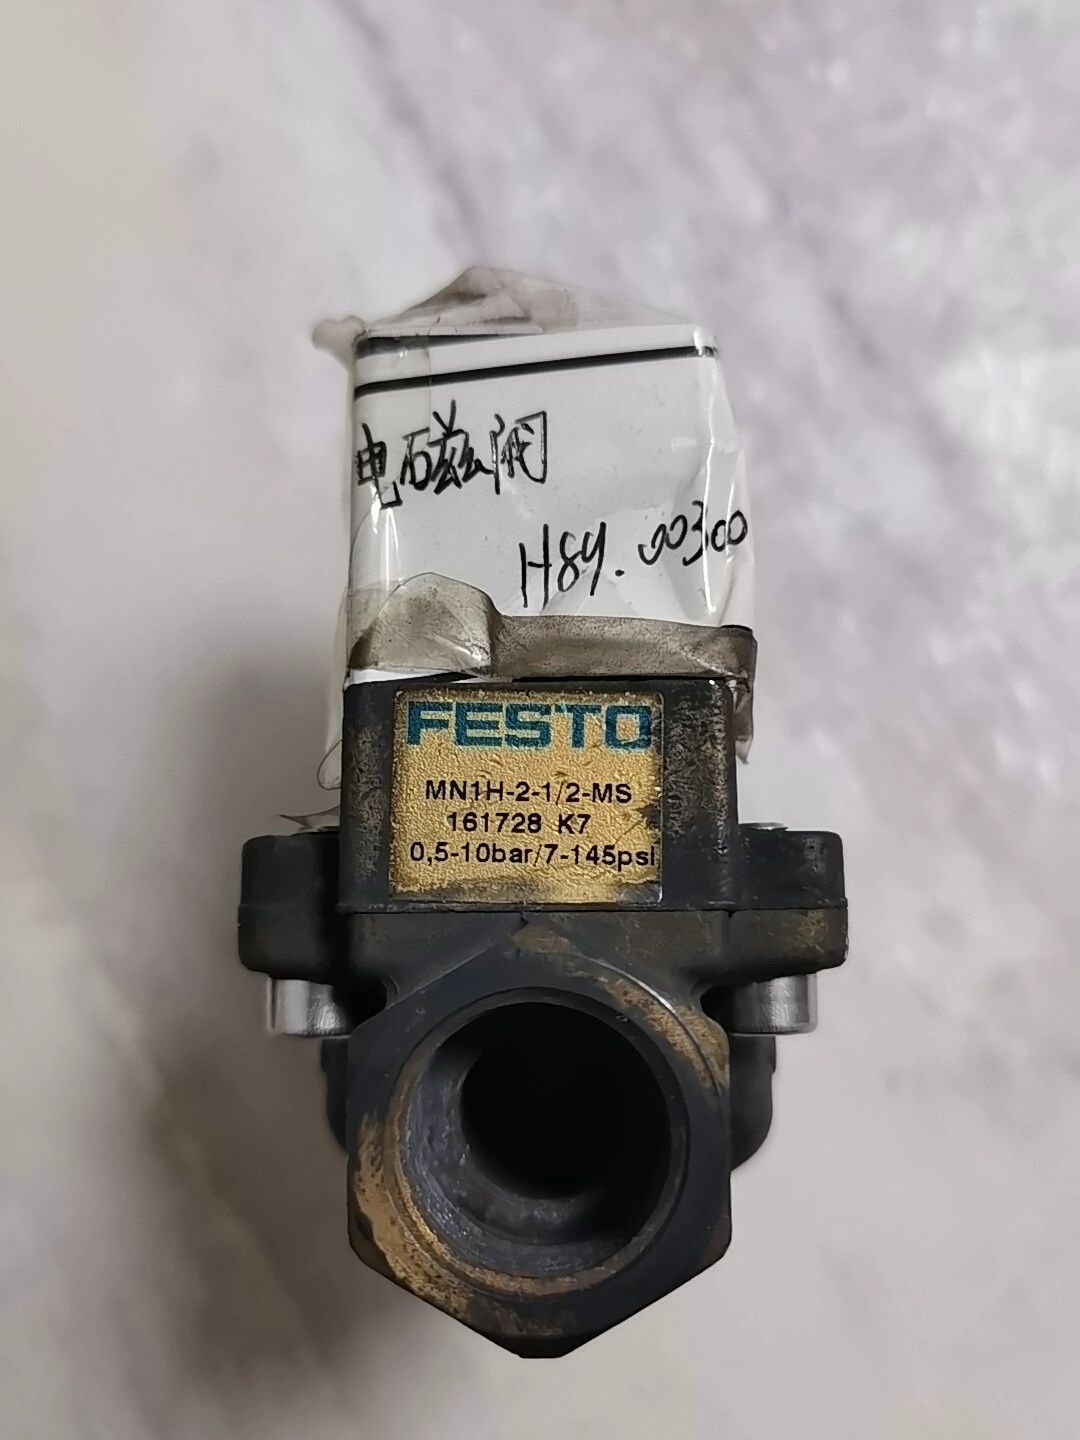 电磁阀
H84.00300
FESTO
MN1H-2-1/2-MS
161728 K7
0,5-10bar/7-145psi